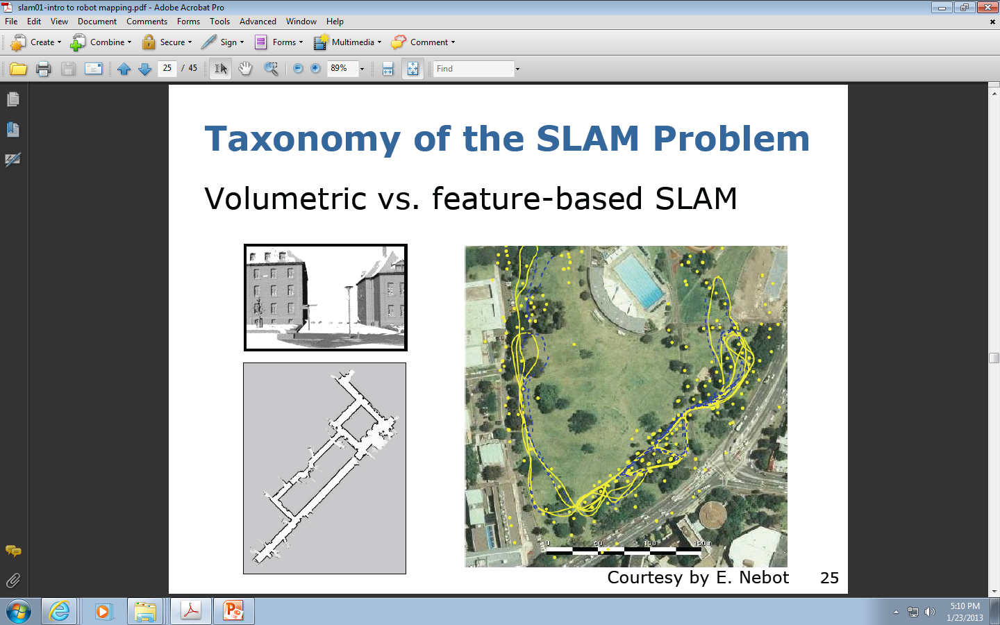 slam01-intro to robot mapping.pdf - Adobe Acrobat Pro
File Edit View Document Comments Forms Tools Advanced Window Help
Create Combine Secure Sign Forms Multimedia Comment
25 / 45 89% Find
Taxonomy of the SLAM Problem
Volumetric vs. feature-based SLAM
0 50 100 150m
Courtesy by E. Nebot 25
5:10 PM
1/23/2013